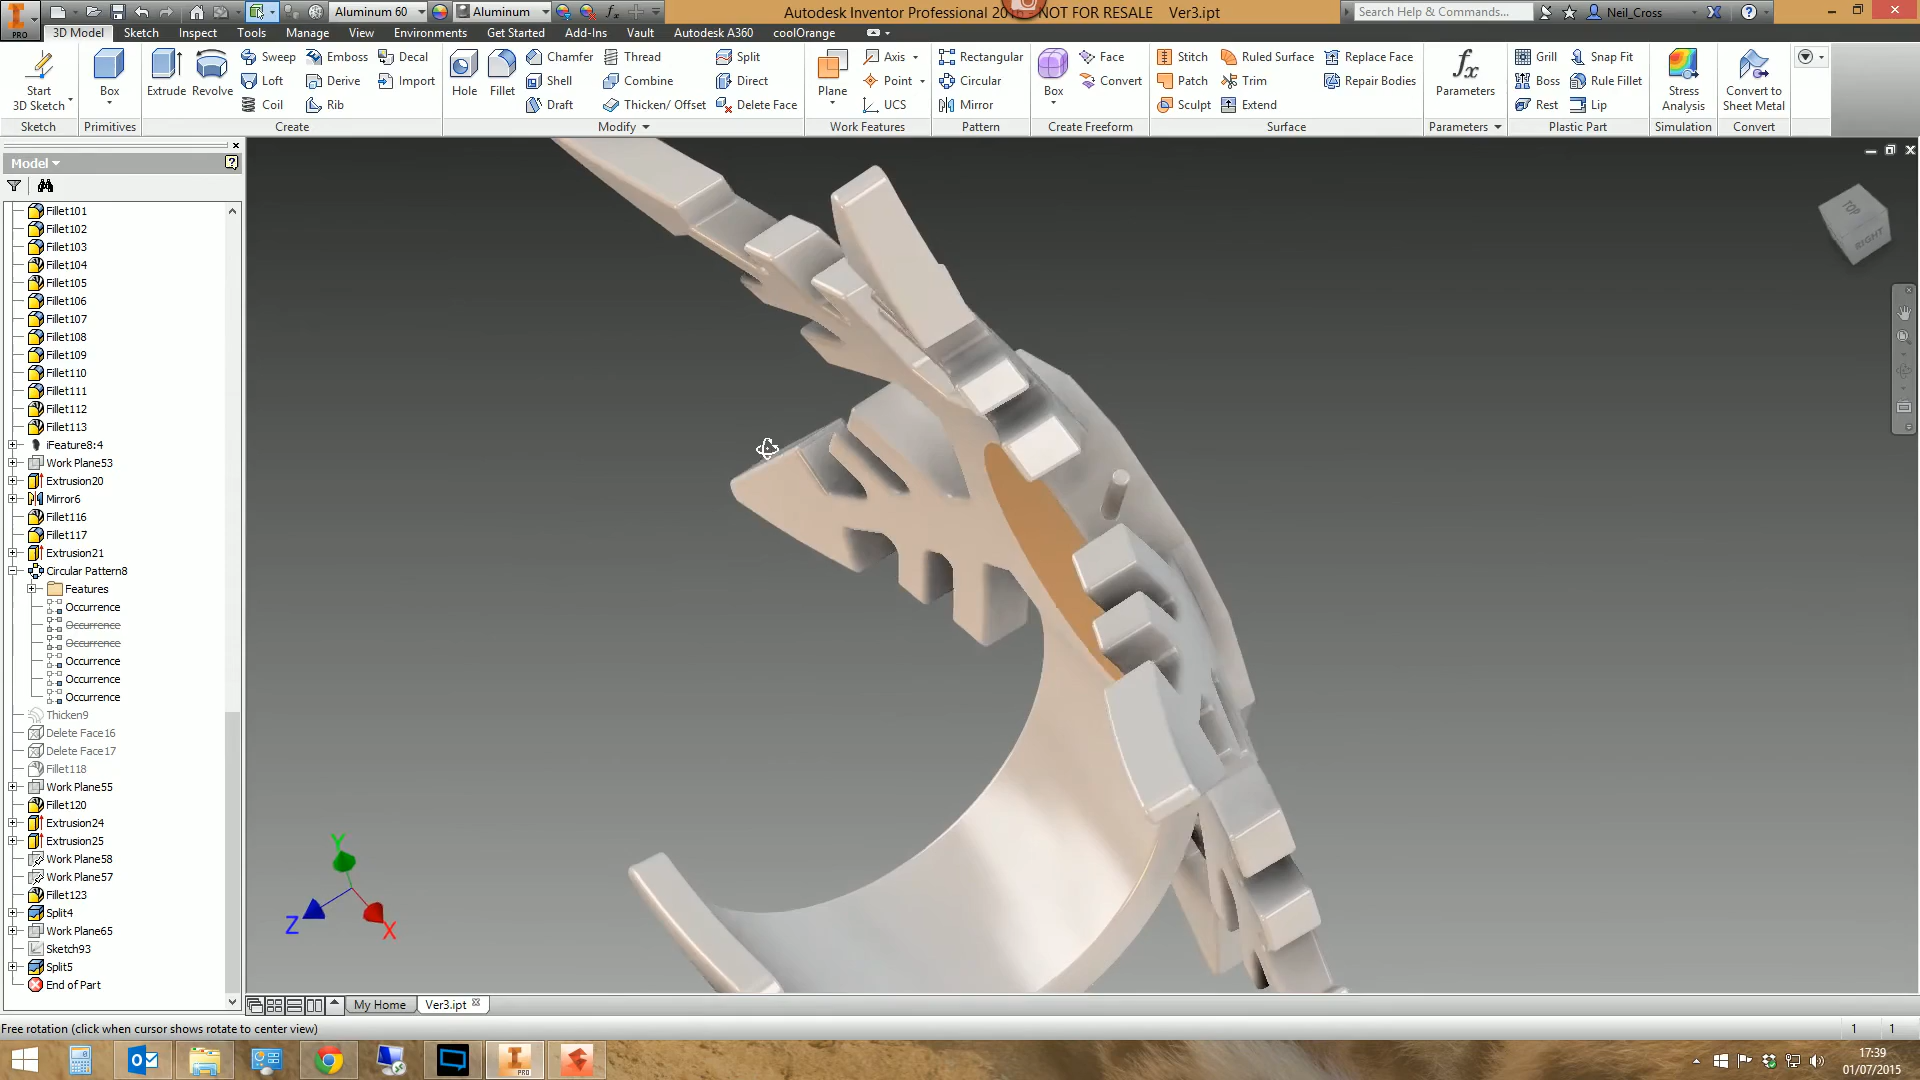 Aluminum 60 Aluminum Autodesk Inventor Professional 20 NOT FOR RESALE Ver3.ipt Search Help & Commands... Neil_Cross
PRO 3D Model Sketch Inspect Tools Manage View Environments Get Started Add-Ins Vault Autodesk A360 coolOrange
Sweep Emboss Decal Chamfer Thread Split Axis Rectangular Face Stitch Ruled Surface Replace Face Grill Snap Fit
Loft Derive Import Shell Combine Direct Point Circular Convert Patch Trim Repair Bodies Boss Rule Fillet
Start 3D Sketch Box Extrude Revolve Hole Fillet Plane Box Parameters Stress Analysis Convert to Sheet Metal
Coil Rib Draft Thicken/ Offset Delete Face UCS Mirror Sculpt Extend Rest Lip
Sketch Primitives Create Modify Work Features Pattern Create Freeform Surface Parameters Plastic Part Simulation Convert
Model
Fillet101
Fillet102
Fillet103
Fillet104
Fillet105
Fillet106
Fillet107
Fillet108
Fillet109
Fillet110
Fillet111
Fillet112
Fillet113
iFeature8:4
Work Plane53
Extrusion20
Mirror6
Fillet116
Fillet117
Extrusion21
Circular Pattern8
Features
Occurrence
Occurrence
Occurrence
Occurrence
Occurrence
Occurrence
Thicken9
Delete Face16
Delete Face17
Fillet118
Work Plane55
Fillet120
Extrusion24
Extrusion25
Work Plane58
Work Plane57
Fillet123
Split4
Work Plane65
Sketch93
Split5
End of Part
TOP
RIGHT
Y
Z
X
My Home Ver3.ipt
Free rotation (click when cursor shows rotate to center view) 1 1
PRO
17:39
01/07/2015